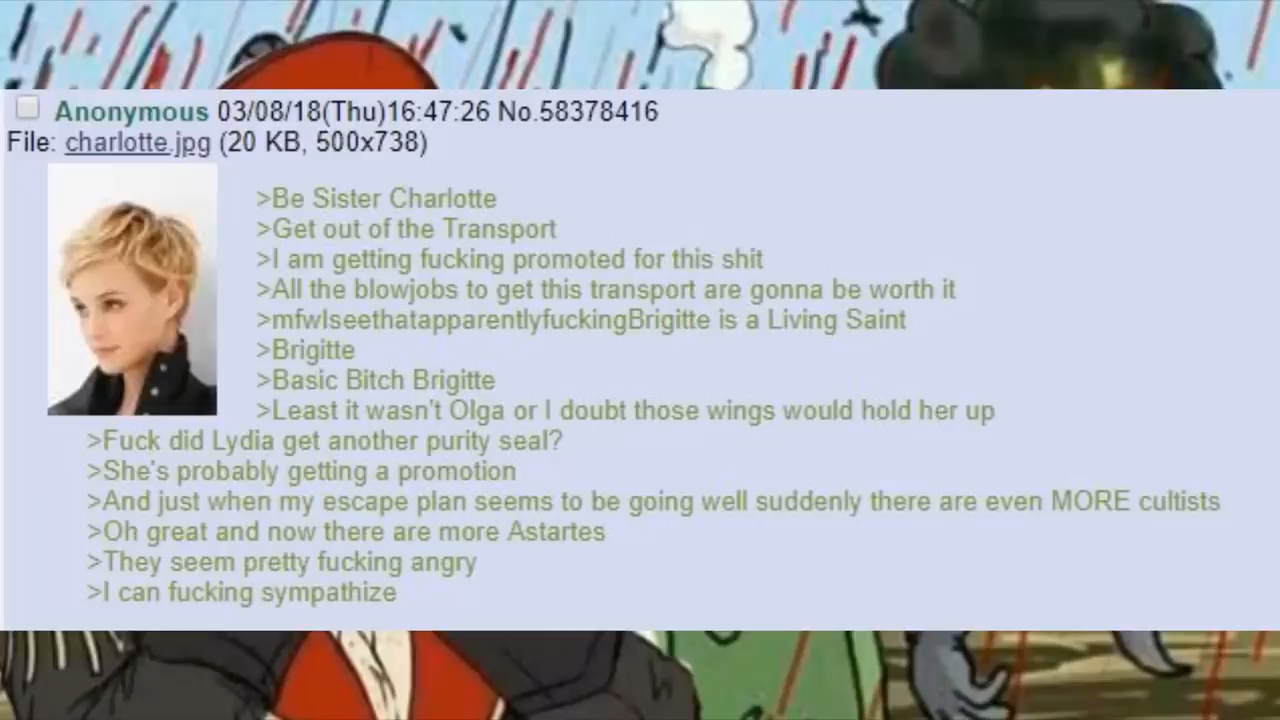 Anonymous 03/08/18(Thu)16:47:26 No.58378416
File: charlotte.jpg (20 KB, 500x738)
>Be Sister Charlotte
>Get out of the Transport
>I am getting fucking promoted for this shit
>All the blowjobs to get this transport are gonna be worth it
>mfwIseethatapparentlyfuckingBrigitte is a Living Saint
>Brigitte
>Basic Bitch Brigitte
>Least it wasn't Olga or I doubt those wings would hold her up
>Fuck did Lydia get another purity seal?
>She's probably getting a promotion
>And just when my escape plan seems to be going well suddenly there are even MORE cultists
>Oh great and now there are more Astartes
>They seem pretty fucking angry
>I can fucking sympathize